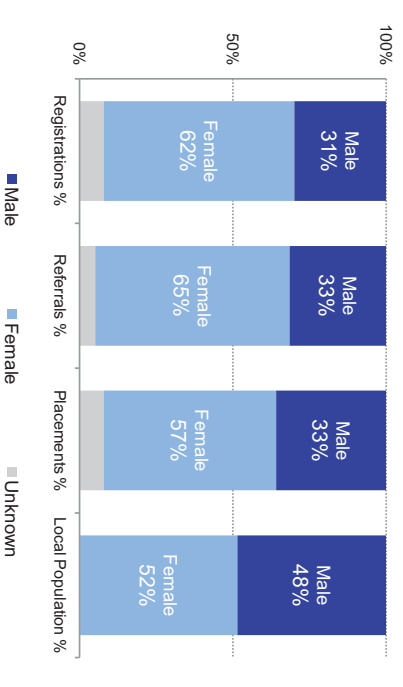 100%
50%
0%
Male
31%
Female
62%
Male
33%
Female
65%
Male
33%
Female
57%
Male
48%
Female
52%
Registrations %
Referrals %
Placements %
Local Population %
Male
Female
Unknown